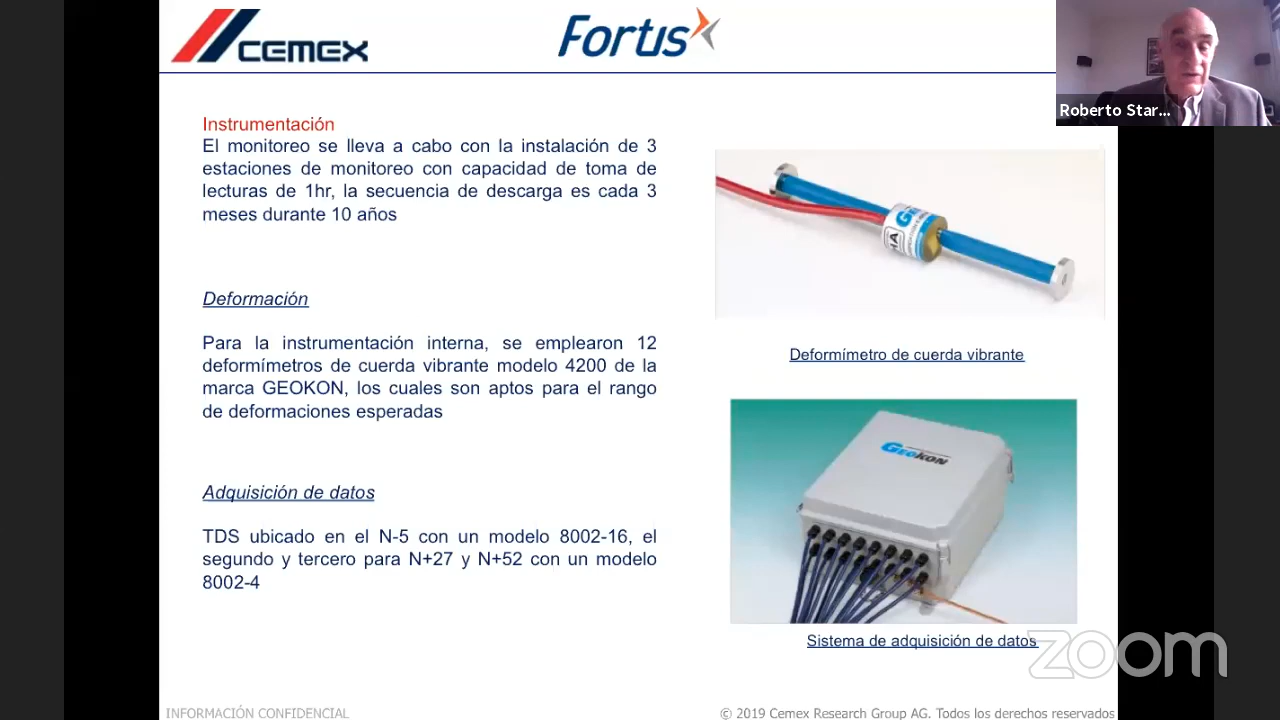 CEMEX
Fortis
Roberto Star...
Instrumentación
El monitoreo se lleva a cabo con la instalación de 3
estaciones de monitoreo con capacidad de toma de
lecturas de 1hr, la secuencia de descarga es cada 3
meses durante 10 años
Deformación
Para la instrumentación interna, se emplearon 12
deformímetros de cuerda vibrante modelo 4200 de la
marca GEOKON, los cuales son aptos para el rango
de deformaciones esperadas
Deformímetro de cuerda vibrante
GEOKON
Adquisición de datos
TDS ubicado en el N-5 con un modelo 8002-16, el
segundo y tercero para N+27 y N+52 con un modelo
8002-4
Sistema de adquisición de datos
zoom
INFORMACIÓN CONFIDENCIAL
© 2019 Cemex Research Group AG. Todos los derechos reservados